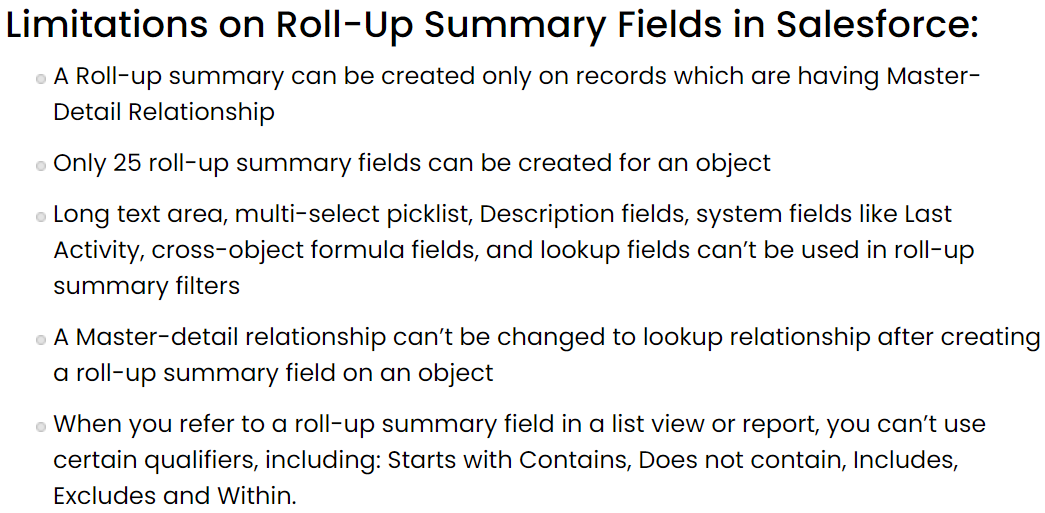 Limitations on Roll-Up Summary Fields in Salesforce:
A Roll-up summary can be created only on records which are having Master-
Detail Relationship
Only 25 roll-up summary fields can be created for an object
Long text area, multi-select picklist, Description fields, system fields like Last
Activity, cross-object formula fields, and lookup fields can’t be used in roll-up
summary filters
A Master-detail relationship can’t be changed to lookup relationship after creating
a roll-up summary field on an object
When you refer to a roll-up summary field in a list view or report, you can’t use
certain qualifiers, including: Starts with Contains, Does not contain, Includes,
Excludes and Within.